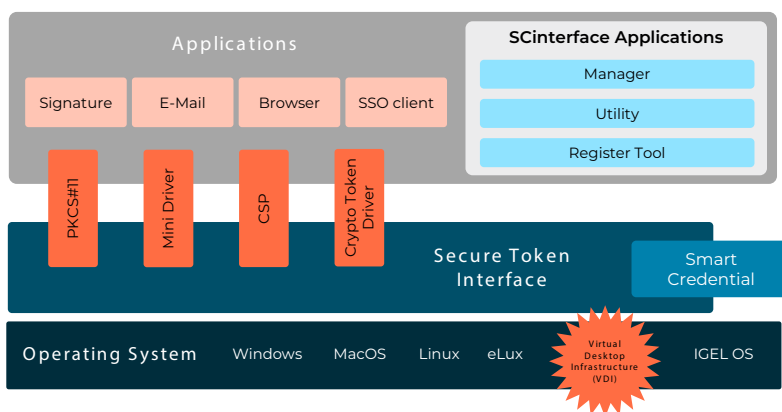 Applications
SCinterface Applications
Manager
Utility
Register Tool
Signature
E-Mail
Browser
SSO client
PKCS#11
Mini Driver
CSP
Crypto Token
Driver
Secure Token
Interface
Smart
Credential
Operating System
Windows
MacOS
Linux
eLux
Virtual
Desktop
Infrastructure
(VDI)
IGEL OS